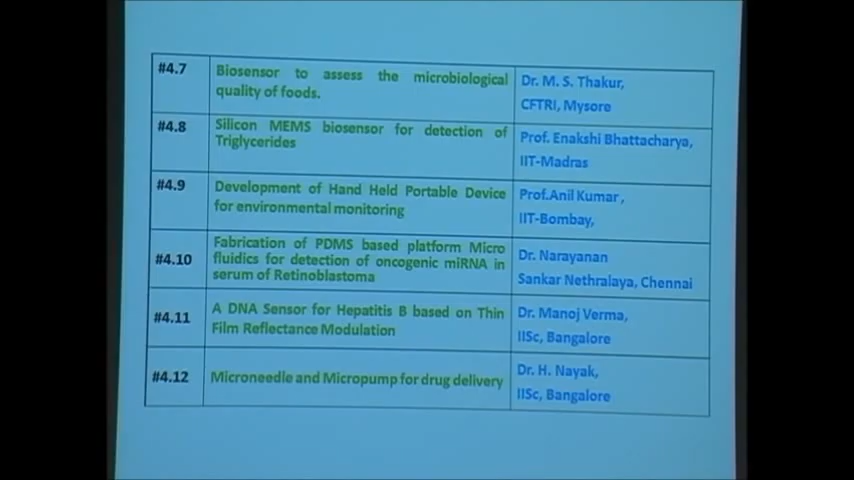 #4.7
Biosensor to assess the microbiological
quality of foods.
Dr. M. S. Thakur,
CFTRI, Mysore
#4.8
Silicon MEMS biosensor for detection of
Triglycerides
Prof. Enakshi Bhattacharya,
IIT-Madras
#4.9
Development of Hand Held Portable Device
for environmental monitoring
Prof.Anil Kumar ,
IIT-Bombay,
#4.10
Fabrication of PDMS based platform Micro
fluidics for detection of oncogenic miRNA in
serum of Retinoblastoma
Dr. Narayanan
Sankar Nethralaya, Chennai
#4.11
A DNA Sensor for Hepatitis B based on Thin
Film Reflectance Modulation
Dr. Manoj Verma,
IISc, Bangalore
#4.12
Microneedle and Micropump for drug delivery
Dr. H. Nayak,
IISc, Bangalore